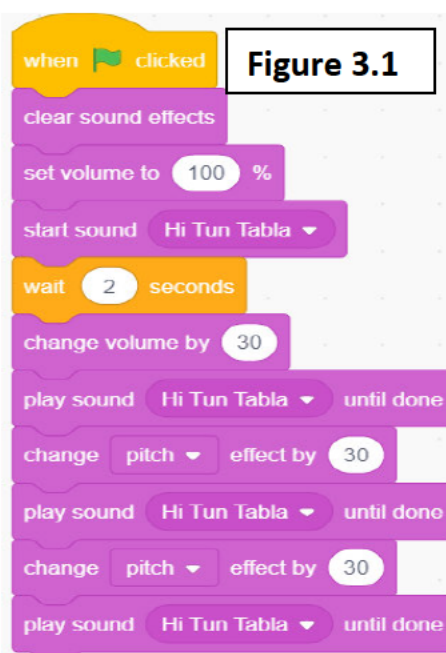 when clicked
Figure 3.1
clear sound effects
set volume to 100 %
start sound Hi Tun Tabla
wait 2 seconds
change volume by 30
play sound Hi Tun Tabla until done
change pitch effect by 30
play sound Hi Tun Tabla until done
change pitch effect by 30
play sound Hi Tun Tabla until done